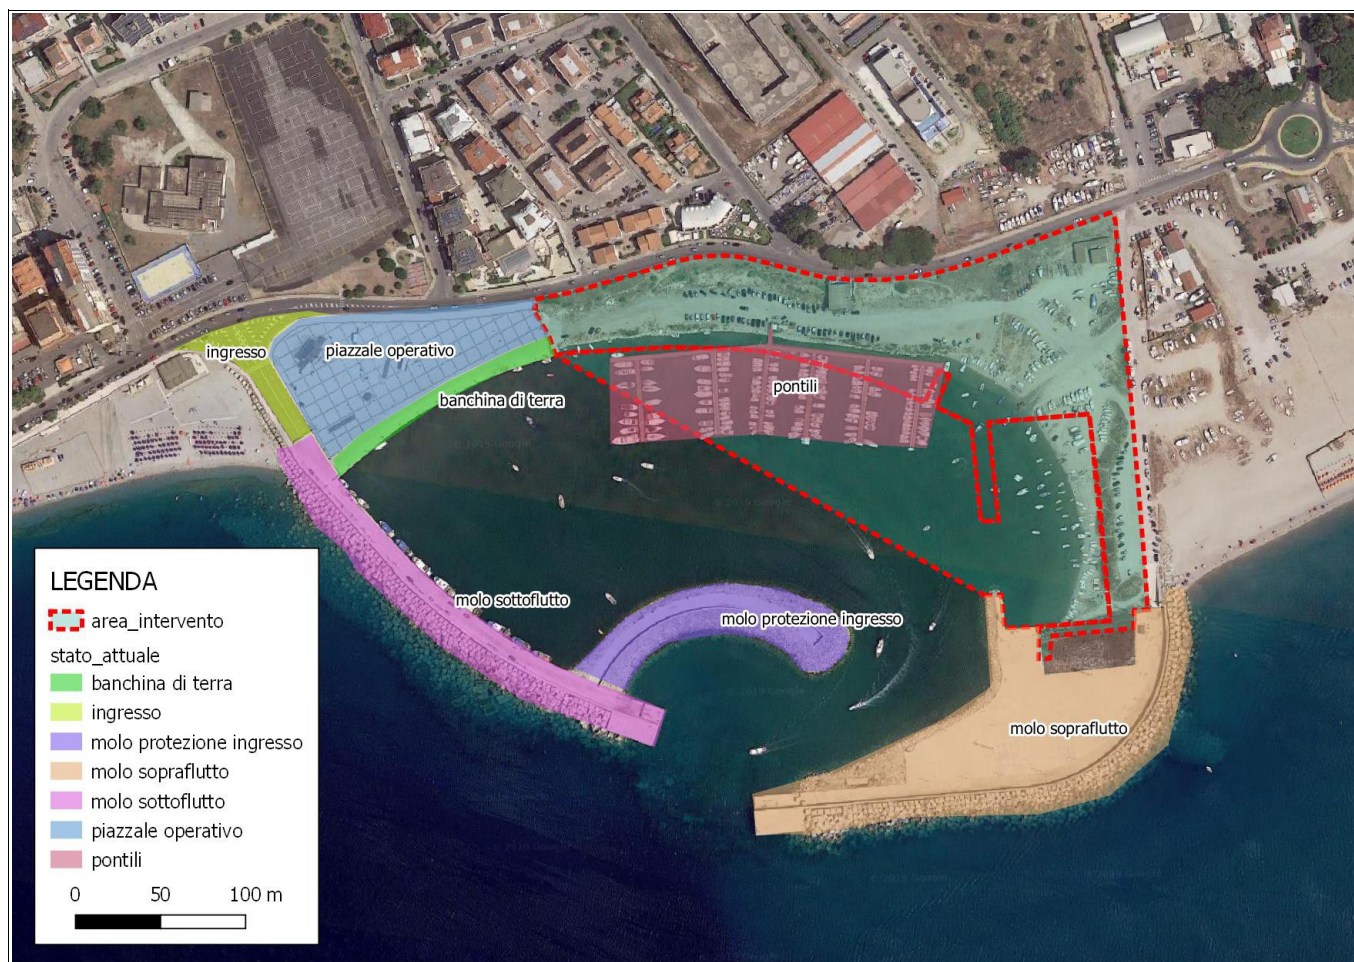 ingresso
piazzale operativo
banchina di terra
pontili
molo sottoflutto
molo protezione ingresso
molo sopraflutto
LEGENDA
area_intervento
stato_attuale
banchina di terra
ingresso
molo protezione ingresso
molo sopraflutto
molo sottoflutto
piazzale operativo
pontili
0 50 100 m